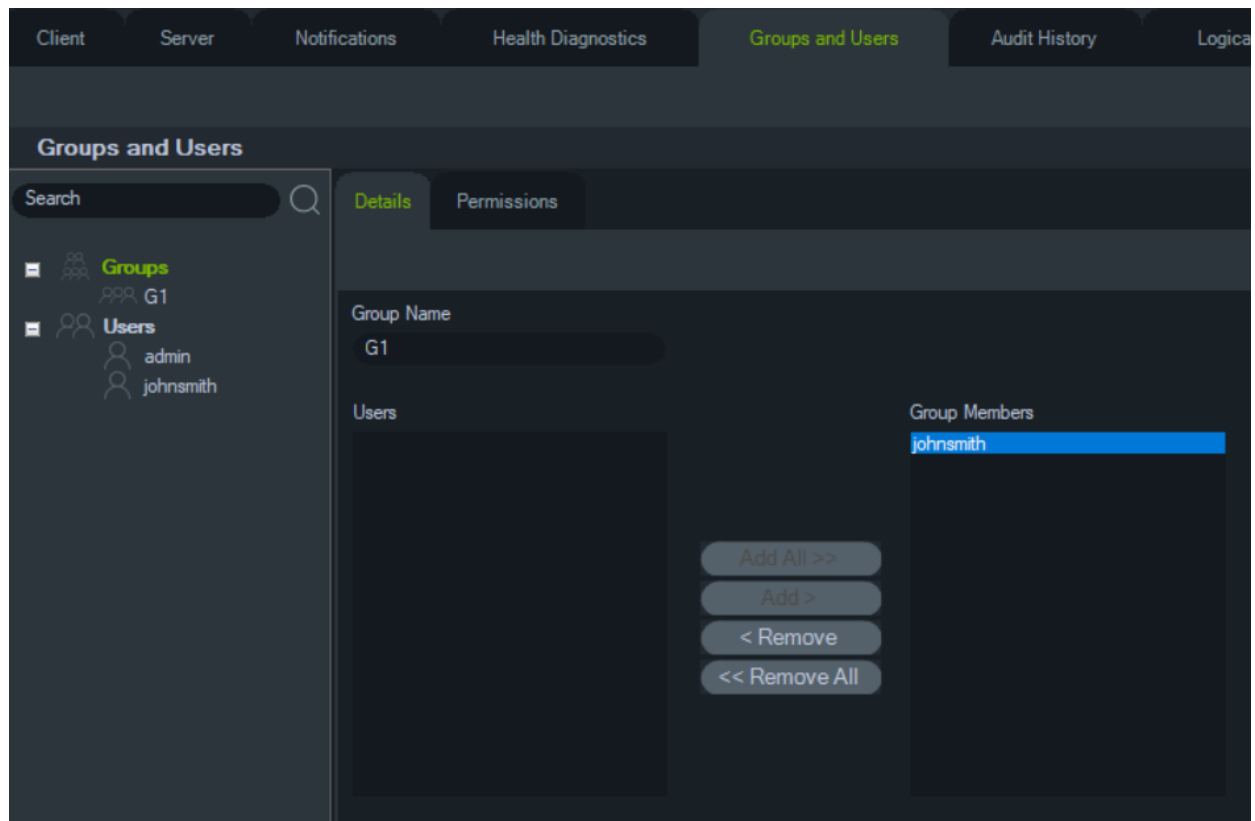 Client Server Notifications Health Diagnostics Groups and Users Audit History Logica
Groups and Users
Search
Details Permissions
Groups
G1
Users
admin
johnsmith
Group Name
G1
Users
Group Members
johnsmith
Add All >>
Add >
< Remove
<< Remove All